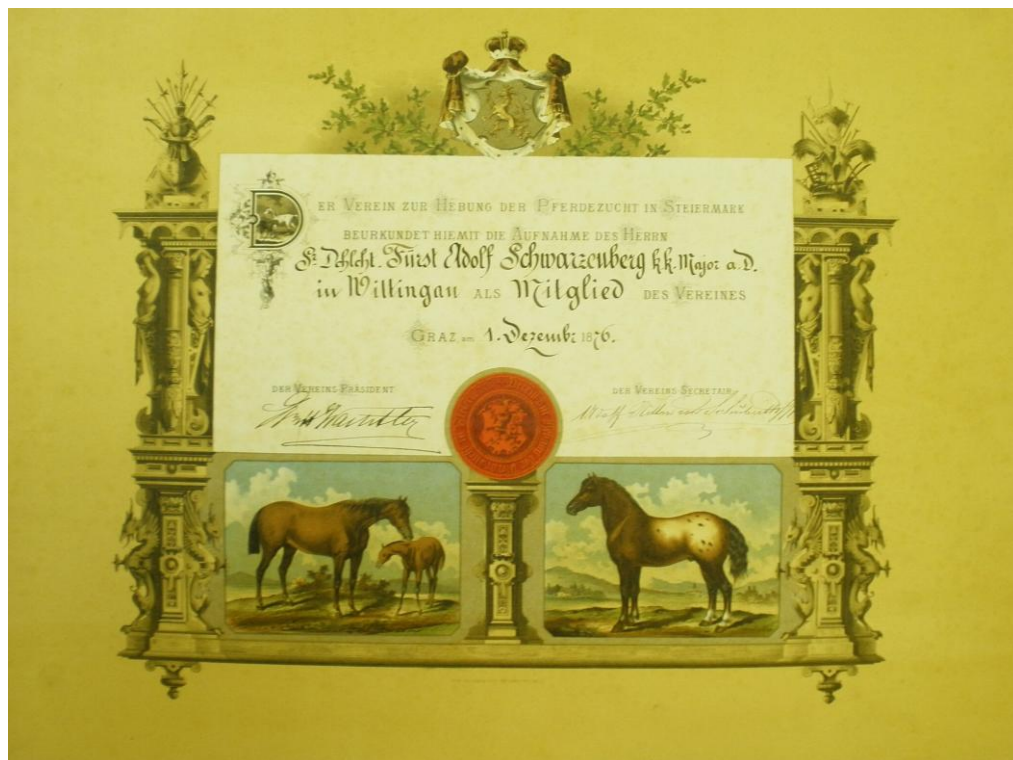 DER VEREIN ZUR HEBUNG DER PFERDEZUCHT IN STEIERMARK
BEURKUNDET HIEMIT DIE AUFNAHME DES HERRN
Sr. Dchlcht. Fürst Adolf Schwarzenberg k.k. Major a.D.
in Wittingau ALS Mitglied DES VEREINES
GRAZ am 1. Dezembr 1876.
DER VEREINS-PRÄSIDENT
DER VEREINS-SECRETAIR